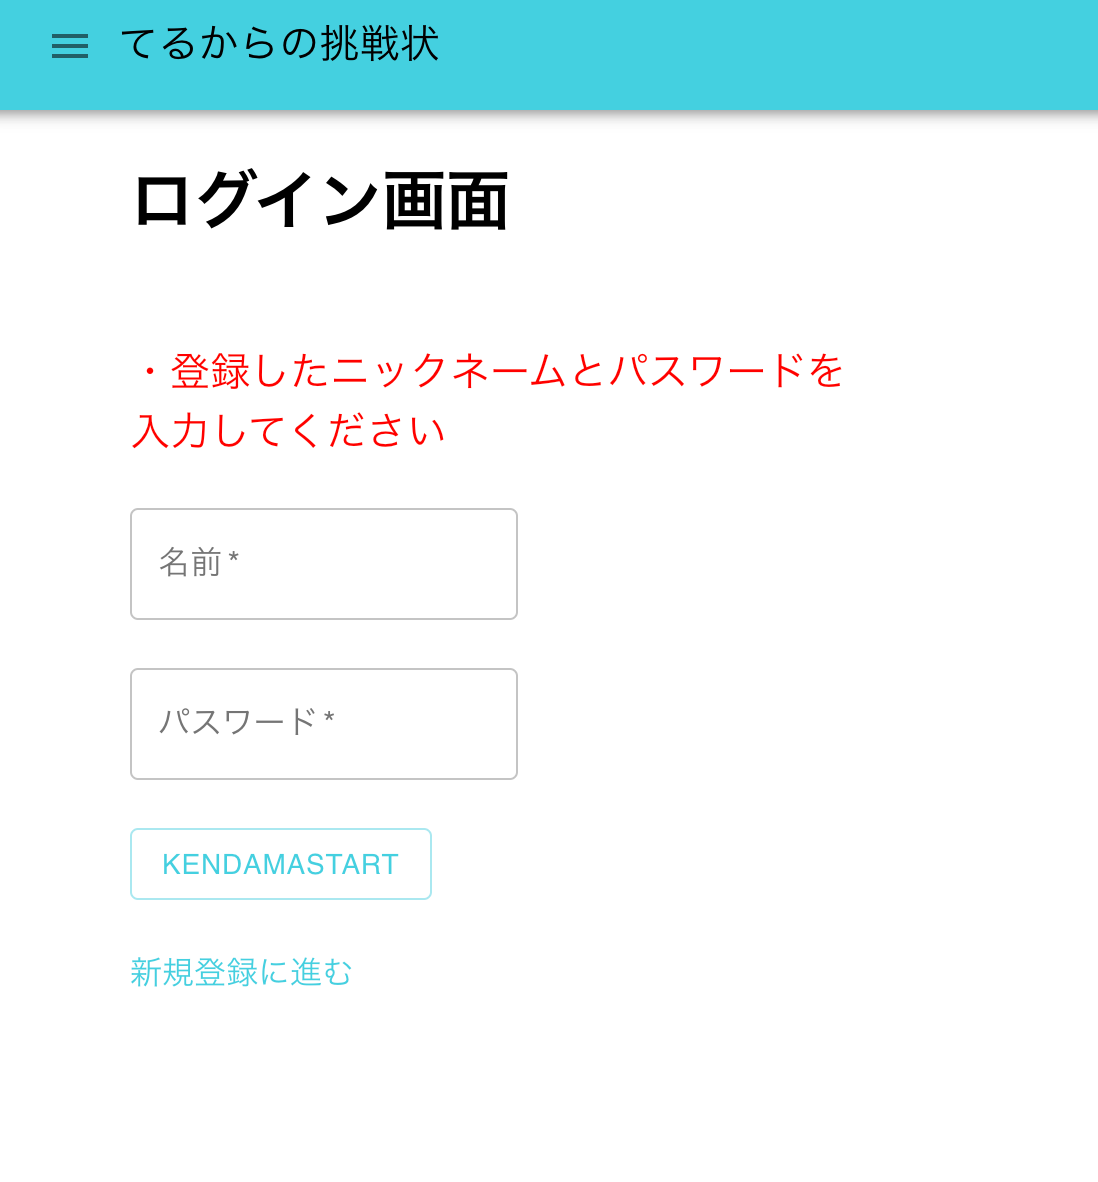 てるからの挑戦状
ログイン画面
・登録したニックネームとパスワードを
入力してください
名前 *
パスワード *
KENDAMASTART
新規登録に進む